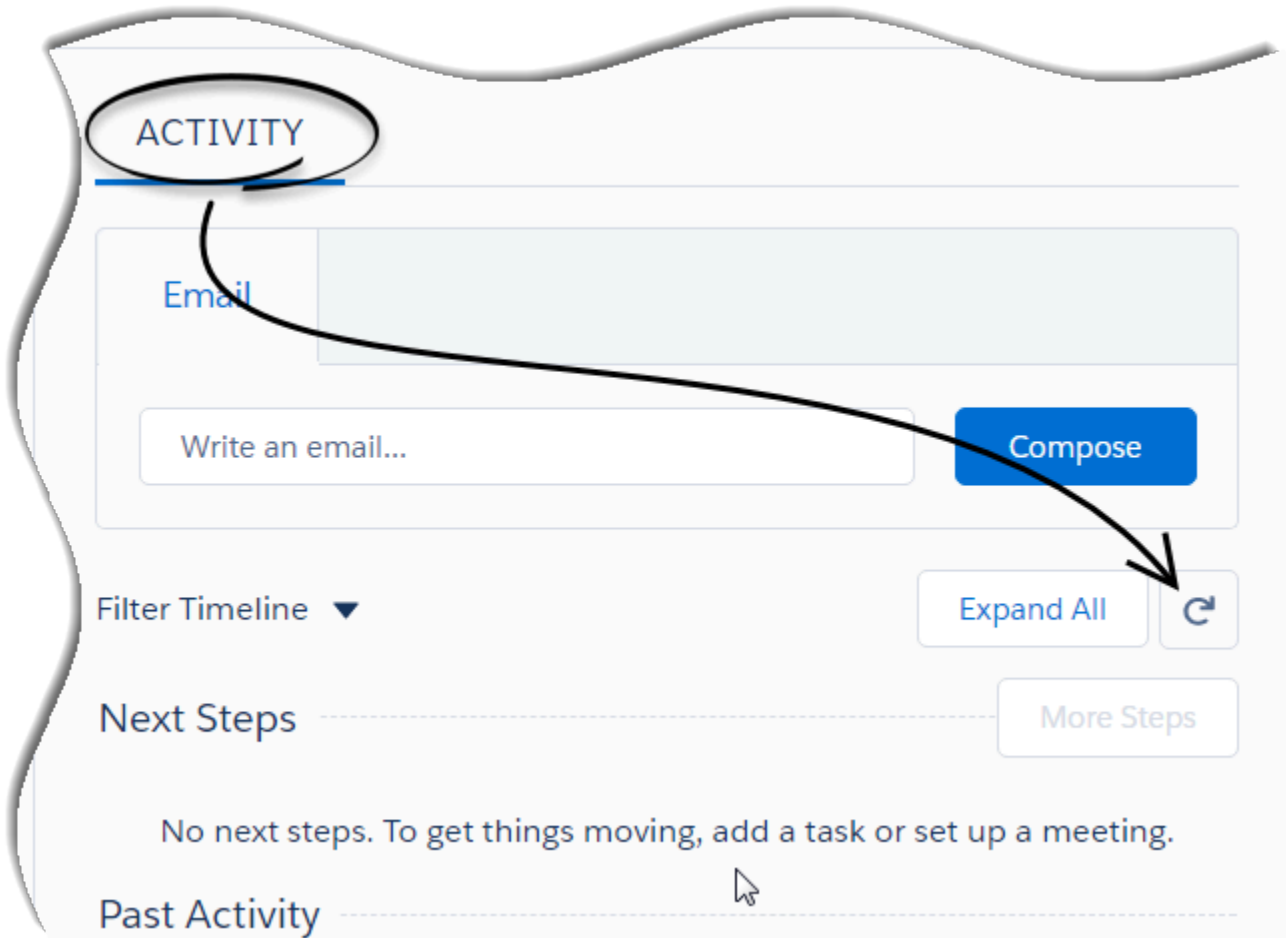 ACTIVITY
Email
Write an email...
Compose
Filter Timeline
Expand All
Next Steps
More Steps
No next steps. To get things moving, add a task or set up a meeting.
Past Activity